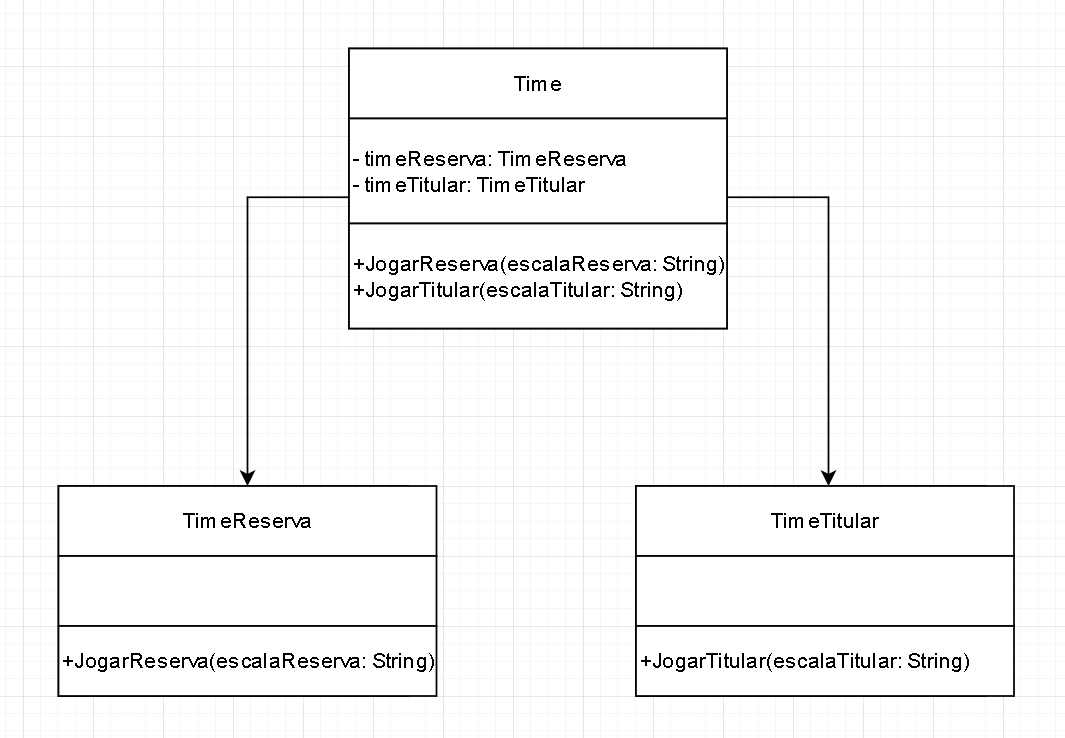 Time
- timeReserva: TimeReserva
- timeTitular: TimeTitular
+JogarReserva(escalaReserva: String)
+JogarTitular(escalaTitular: String)
TimeReserva
+JogarReserva(escalaReserva: String)
TimeTitular
+JogarTitular(escalaTitular: String)